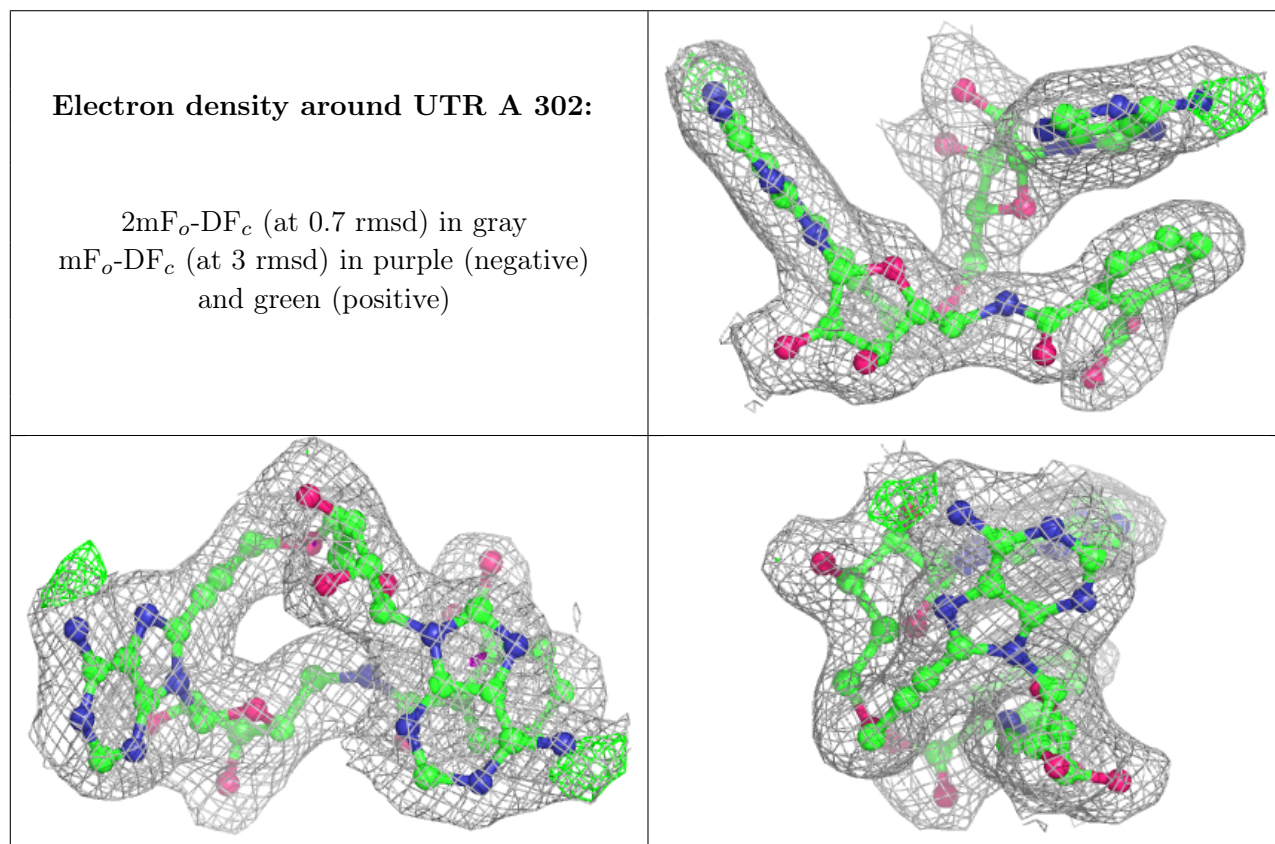 Electron density around UTR A 302:
2mFo-DFc (at 0.7 rmsd) in gray
mFo-DFc (at 3 rmsd) in purple (negative)
and green (positive)